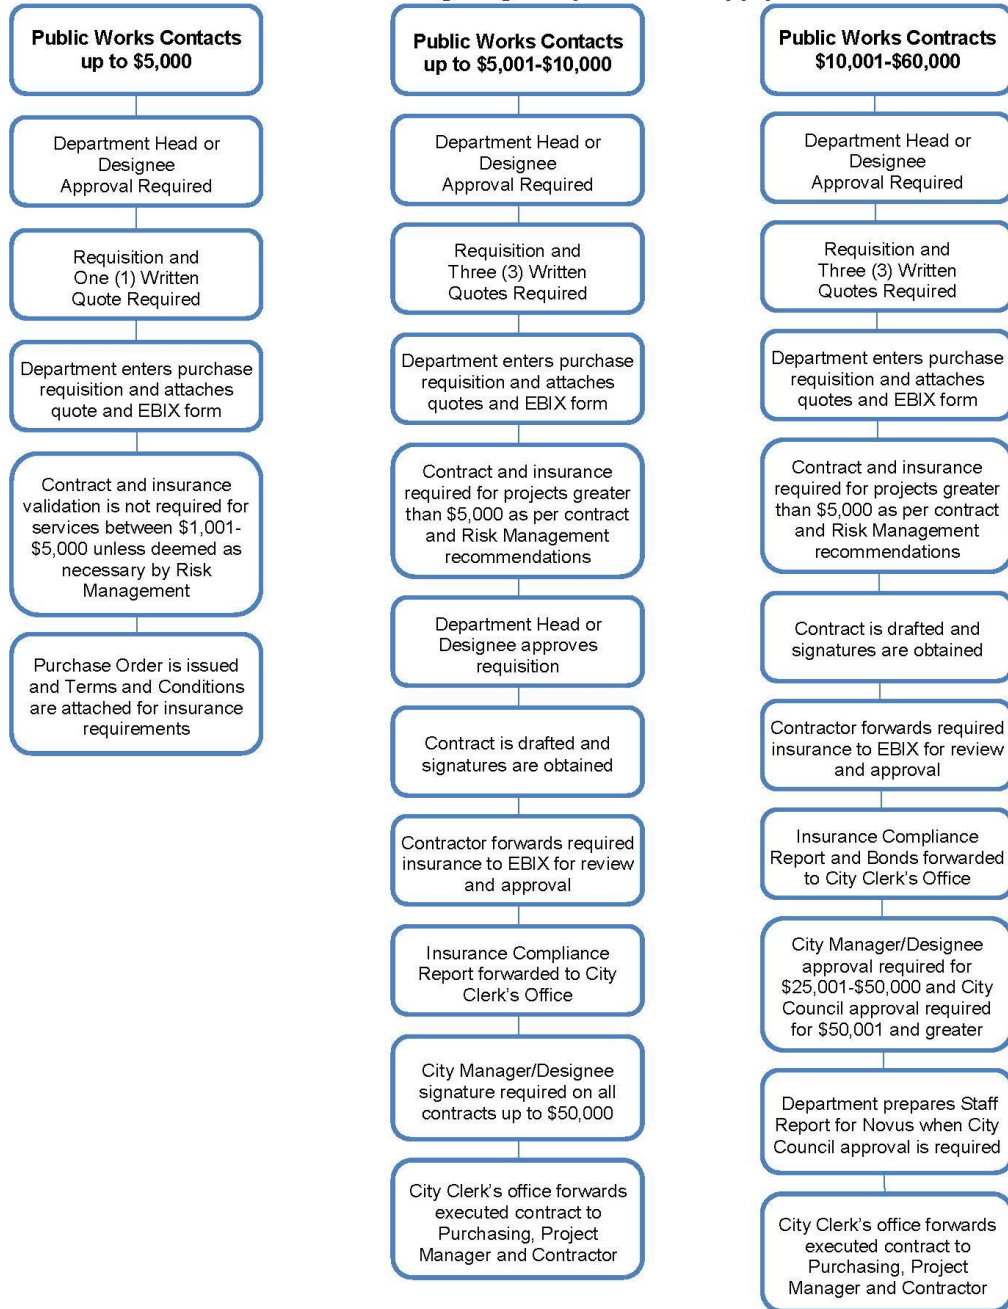 Public Works Contacts
up to $5,000
Department Head or
Designee
Approval Required
Requisition and
One (1) Written
Quote Required
Department enters purchase
requisition and attaches
quote and EBIX form
Contract and insurance
validation is not required for
services between $1,001-
$5,000 unless deemed as
necessary by Risk
Management
Purchase Order is issued
and Terms and Conditions
are attached for insurance
requirements
Public Works Contacts
up to $5,001-$10,000
Department Head or
Designee
Approval Required
Requisition and
Three (3) Written
Quotes Required
Department enters purchase
requisition and attaches
quotes and EBIX form
Contract and insurance
required for projects greater
than $5,000 as per contract
and Risk Management
recommendations
Department Head or
Designee approves
requisition
Contract is drafted and
signatures are obtained
Contractor forwards required
insurance to EBIX for review
and approval
Insurance Compliance
Report forwarded to City
Clerk's Office
City Manager/Designee
signature required on all
contracts up to $50,000
City Clerk's office forwards
executed contract to
Purchasing, Project
Manager and Contractor
Public Works Contracts
$10,001-$60,000
Department Head or
Designee
Approval Required
Requisition and
Three (3) Written
Quotes Required
Department enters purchase
requisition and attaches
quotes and EBIX form
Contract and insurance
required for projects greater
than $5,000 as per contract
and Risk Management
recommendations
Contract is drafted and
signatures are obtained
Contractor forwards required
insurance to EBIX for review
and approval
Insurance Compliance
Report and Bonds forwarded
to City Clerk's Office
City Manager/Designee
approval required for
$25,001-$50,000 and City
Council approval required
for $50,001 and greater
Department prepares Staff
Report for Novus when City
Council approval is required
City Clerk's office forwards
executed contract to
Purchasing, Project
Manager and Contractor